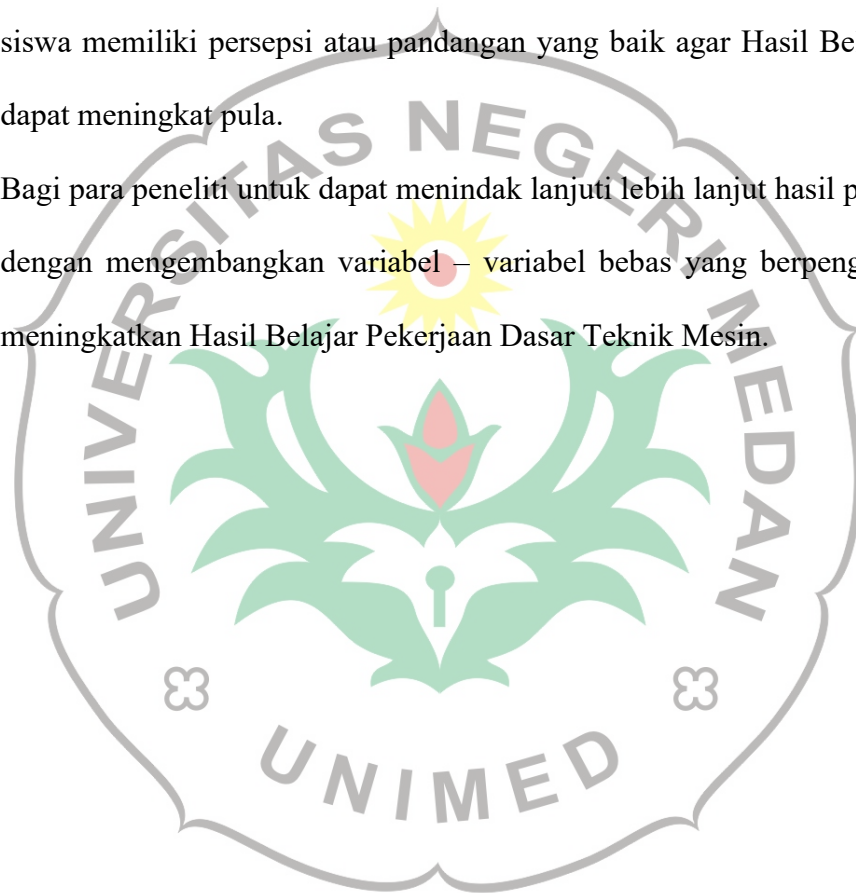 siswa memiliki persepsi atau pandangan yang baik agar Hasil Be
dapat meningkat pula.
Bagi para peneliti untuk dapat menindak lanjuti lebih lanjut hasil p
dengan mengembangkan variabel – variabel bebas yang berpeng
meningkatkan Hasil Belajar Pekerjaan Dasar Teknik Mesin.
UNIVERSITAS NEGERI MEDAN
UNIMED